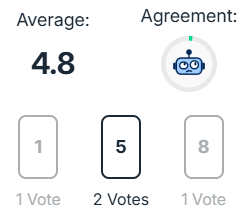 Average: Agreement:
4.8
1 5 8
1 Vote 2 Votes 1 Vote